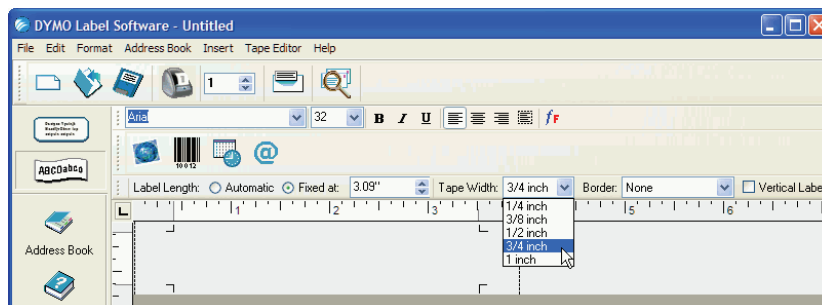 DYMO Label Software - Untitled
File Edit Format Address Book Insert Tape Editor Help
1
Arial 32 B I U
ABCDabcd
10012
@
Label Length: Automatic Fixed at: 3.09" Tape Width: 3/4 inch Border: None Vertical Labe
1 2 3 5 6
1/4 inch
3/8 inch
1/2 inch
3/4 inch
1 inch
Address Book